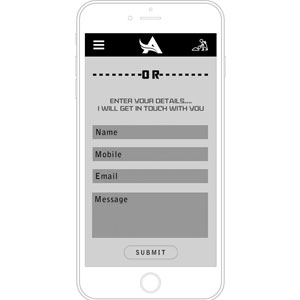 OR
ENTER YOUR DETAILS....
I WILL GET IN TOUCH WITH YOU
Name
Mobile
Email
Message
SUBMIT